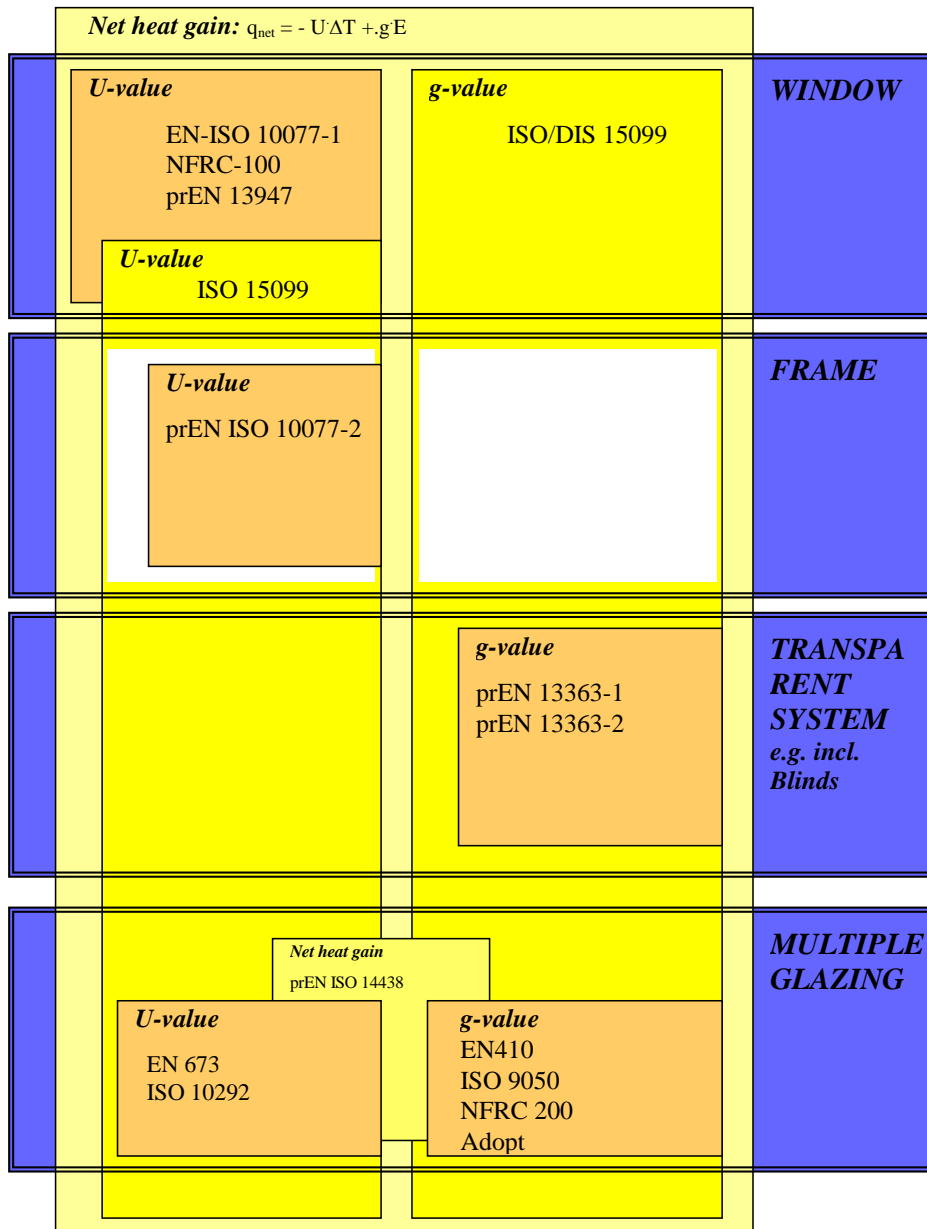 Net heat gain: qnet = - U·ΔT +.g·E
U-value
EN-ISO 10077-1
NFRC-100
prEN 13947
U-value
ISO 15099
g-value
ISO/DIS 15099
WINDOW
U-value
prEN ISO 10077-2
FRAME
g-value
prEN 13363-1
prEN 13363-2
TRANSPA
RENT
SYSTEM
e.g. incl.
Blinds
Net heat gain
prEN ISO 14438
U-value
EN 673
ISO 10292
g-value
EN410
ISO 9050
NFRC 200
Adopt
MULTIPLE
GLAZING